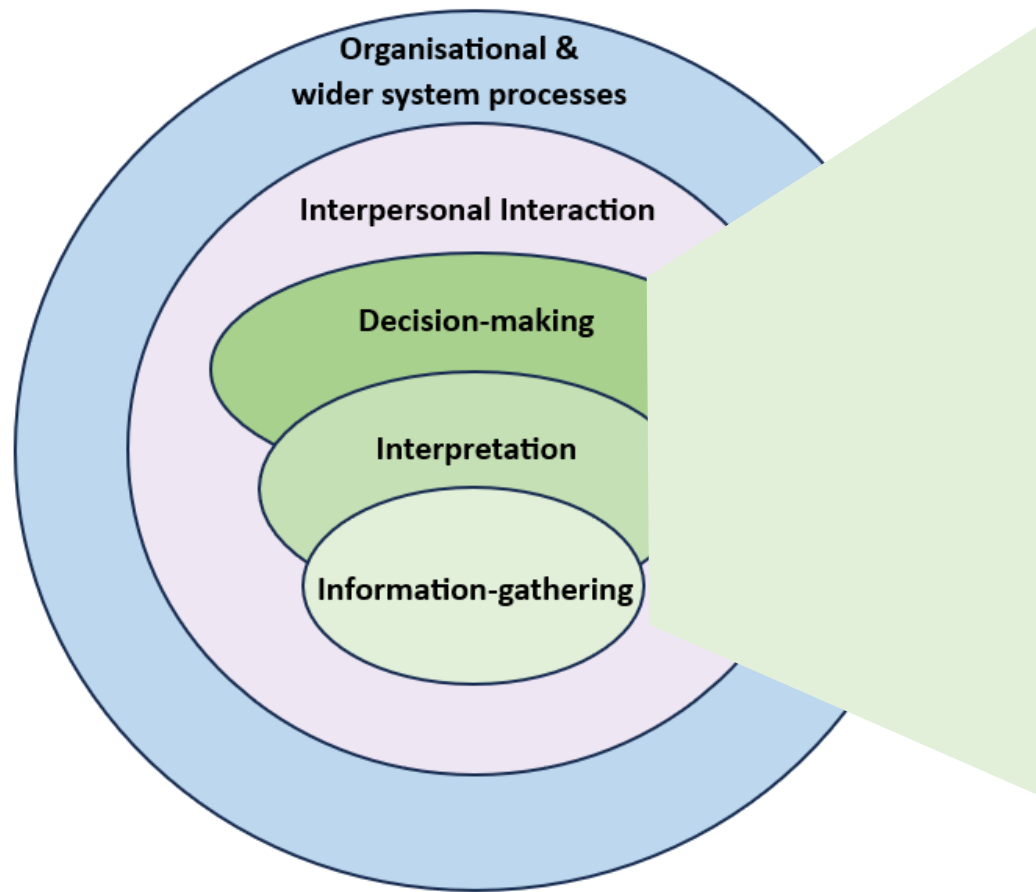 Organisational &
wider system processes
Interpersonal Interaction
Decision-making
Interpretation
Information-gathering